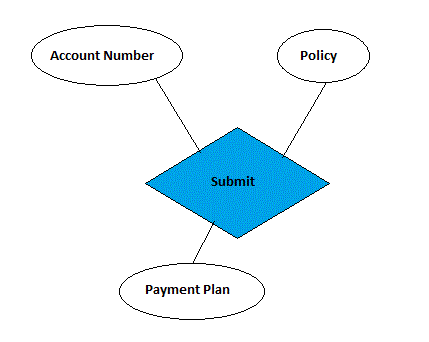 Account Number
Policy
Submit
Payment Plan